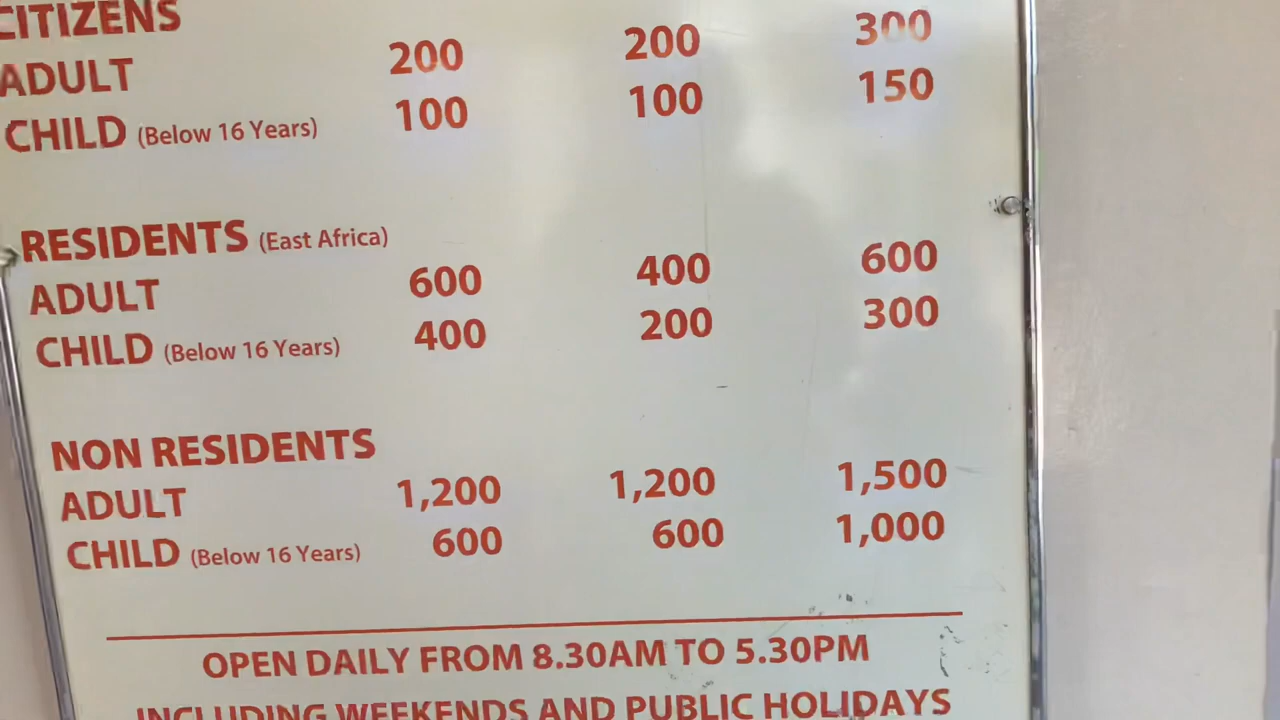 CITIZENS
ADULT 200 200 300
CHILD (Below 16 Years) 100 100 150
RESIDENTS (East Africa)
ADULT 600 400 600
CHILD (Below 16 Years) 400 200 300
NON RESIDENTS
ADULT 1,200 1,200 1,500
CHILD (Below 16 Years) 600 600 1,000
OPEN DAILY FROM 8.30AM TO 5.30PM
INCLUDING WEEKENDS AND PUBLIC HOLIDAYS